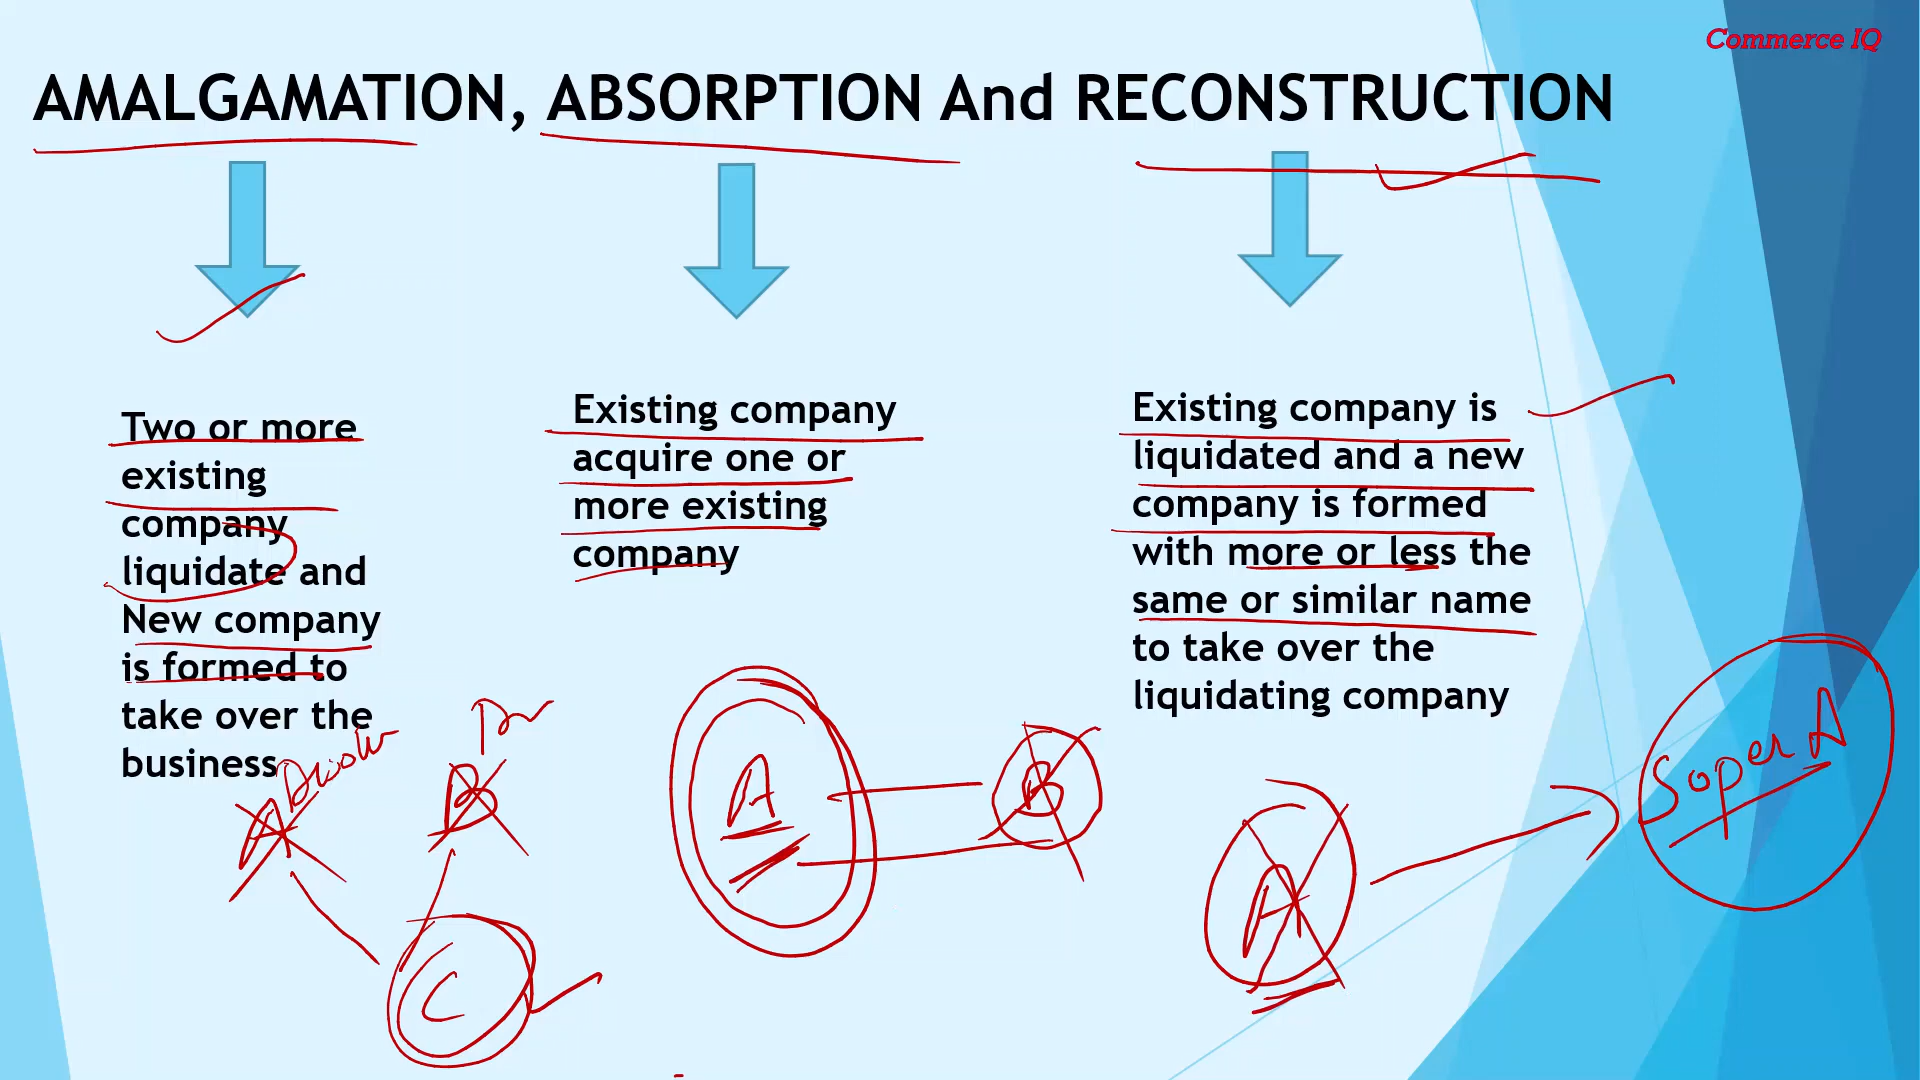 Commerce IQ
AMALGAMATION, ABSORPTION And RECONSTRUCTION
Two or more
existing
company
liquidate and
New company
is formed to
take over the
business
Existing company
acquire one or
more existing
company
Existing company is
liquidated and a new
company is formed
with more or less the
same or similar name
to take over the
liquidating company
A
B
C
A
B
A
Soper A